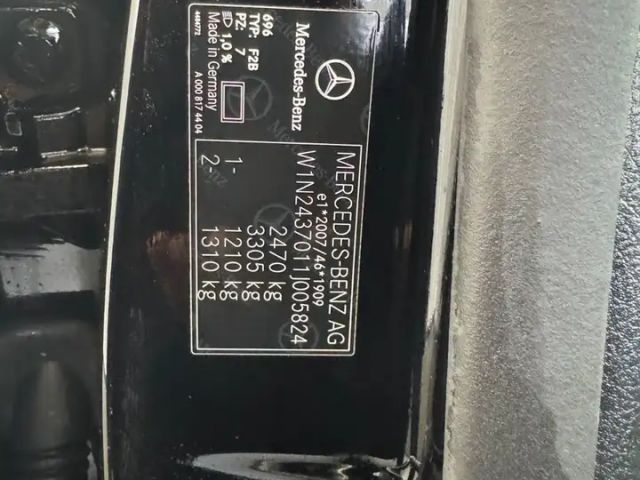 Mercedes-Benz
696
TYP: F2B
PZ: 7
1,0 %
Made in Germany
4484772
A 000 817 44 04
MERCEDES-BENZ AG
e1*2007/46*1909
W1N2437011J005824
2470 kg
3305 kg
1- 1210 kg
2- 1310 kg